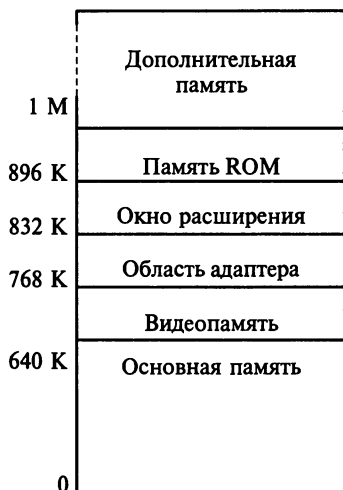 Дополнительная
память
1 М
Память ROM
896 К
Окно расширения
832 К
Область адаптера
768 К
Видеопамять
640 К
Основная память
0